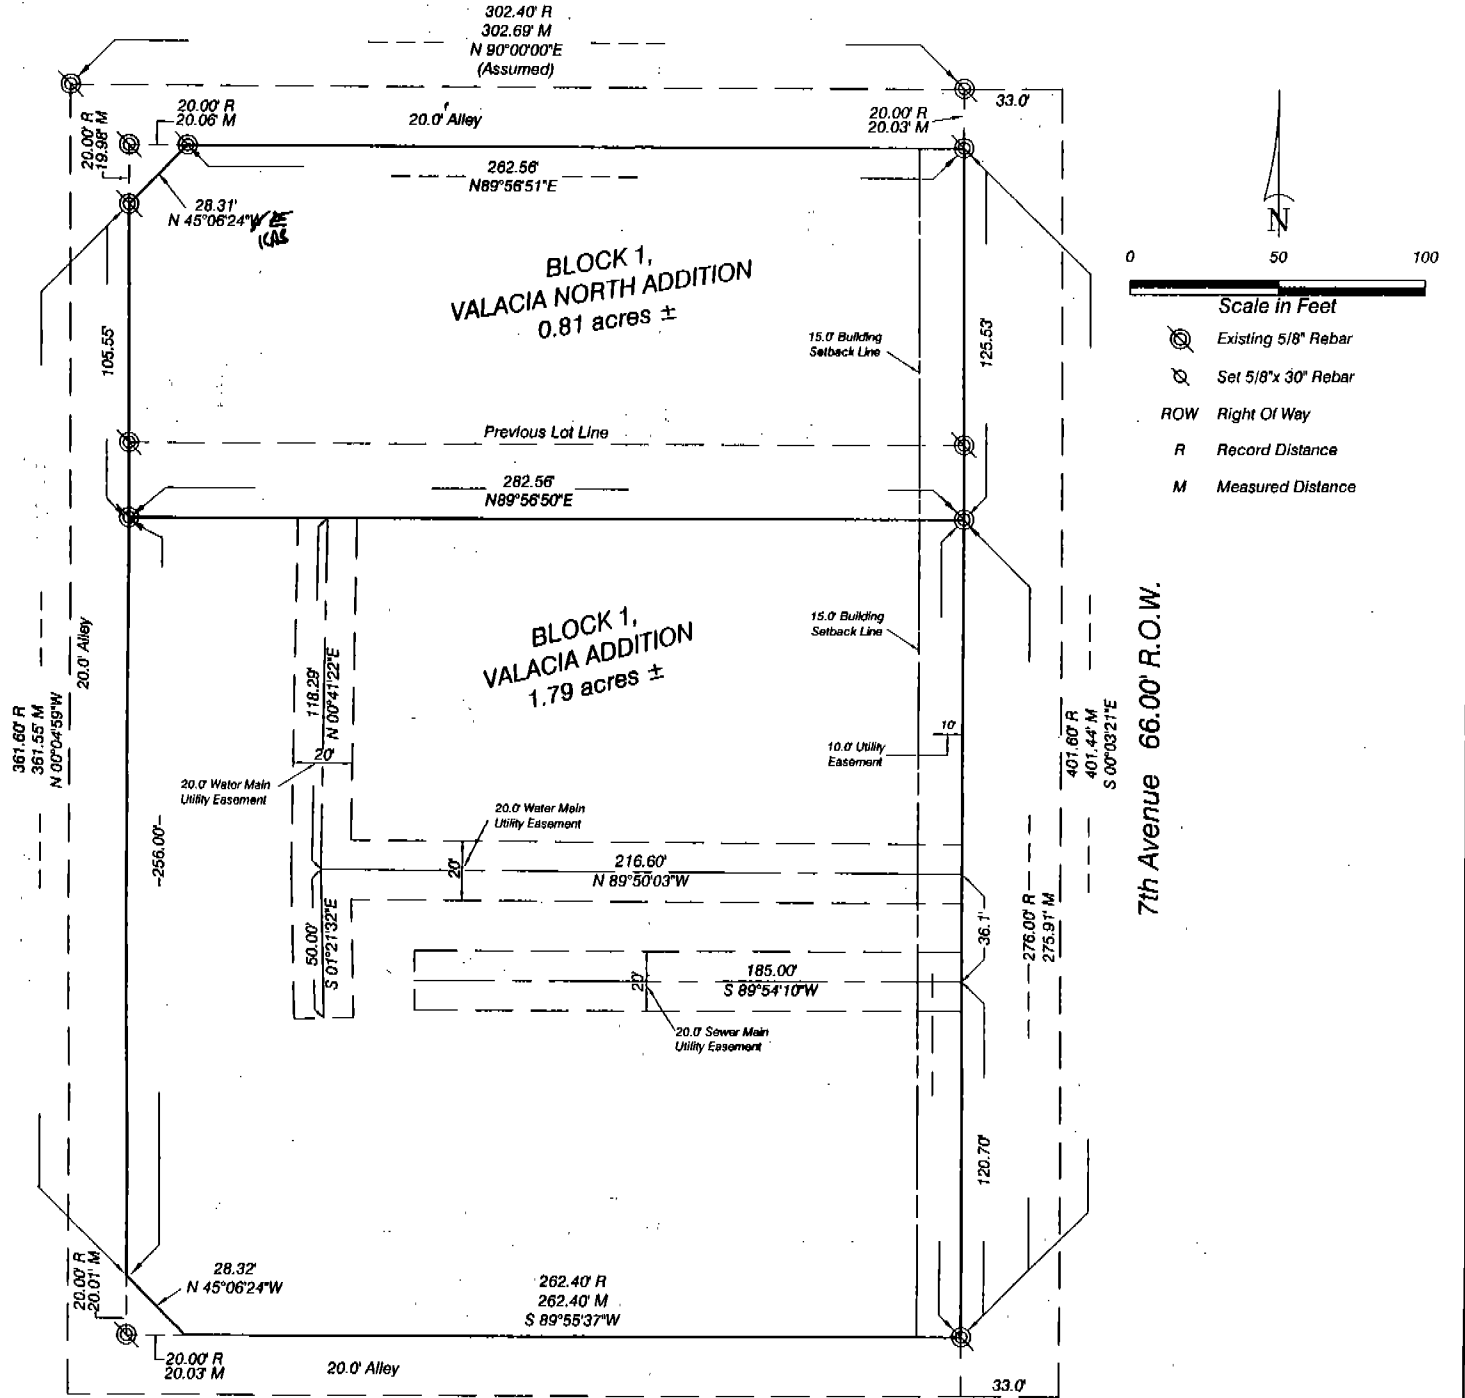 302.40' R
302.69' M
N 90°00'00"E
(Assumed)
20.00' R
20.06' M
20.0' Alley
20.00' R
20.03' M
33.0'
20.00' R
19.98' M
262.56'
N89°56'51"E
28.31'
N 45°06'24"W
BLOCK 1,
VALACIA NORTH ADDITION
0.81 acres ±
N
0 50 100
Scale in Feet
Existing 5/8" Rebar
Set 5/8"x 30" Rebar
ROW Right Of Way
R Record Distance
M Measured Distance
105.55'
15.0' Building
Setback Line
125.53'
Previous Lot Line
282.56'
N89°56'50"E
20.0' Alley
361.60' R
361.55' M
N 00°04'59"W
118.29'
N 00°41'22"E
BLOCK 1,
VALACIA ADDITION
1.79 acres ±
15.0' Building
Setback Line
10'
10.0' Utility
Easement
401.60' R
401.44' M
S 00°03'21"E
7th Avenue 66.00' R.O.W.
20'
20.0' Water Main
Utility Easement
20.0' Water Main
Utility Easement
256.00'
20'
216.60'
N 89°50'03"W
50.00'
S 01°21'32"E
36.1'
276.00' R
275.91' M
20'
185.00'
S 89°54'10"W
20.0' Sewer Main
Utility Easement
120.70'
20.00' R
20.01' M
28.32'
N 45°06'24"W
262.40' R
262.40' M
S 89°55'37"W
20.00' R
20.03' M
20.0' Alley
33.0'